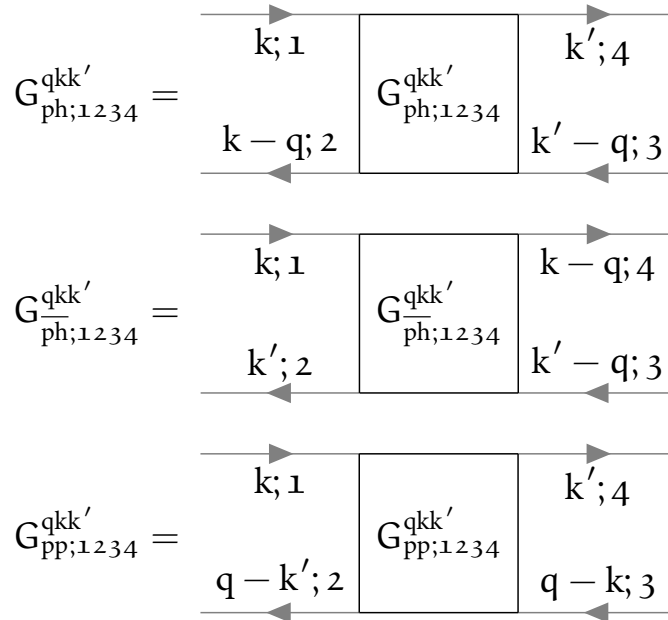 k; 1 k′; 4
G^{qkk′}_{ph;1234} = G^{qkk′}_{ph;1234}
k − q; 2 k′ − q; 3
k; 1 k − q; 4
G^{qkk′}_{\overline{ph};1234} = G^{qkk′}_{\overline{ph};1234}
k′; 2 k′ − q; 3
k; 1 k′; 4
G^{qkk′}_{pp;1234} = G^{qkk′}_{pp;1234}
q − k′; 2 q − k; 3